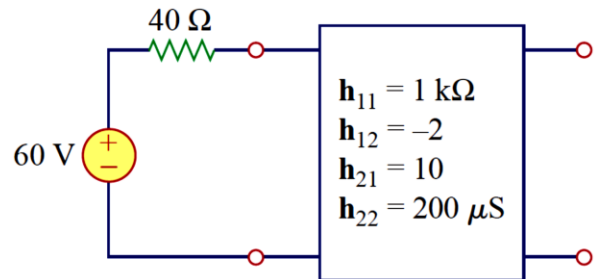 40 Ω
60 V
+
–
h₁₁ = 1 kΩ
h₁₂ = –2
h₂₁ = 10
h₂₂ = 200 μS